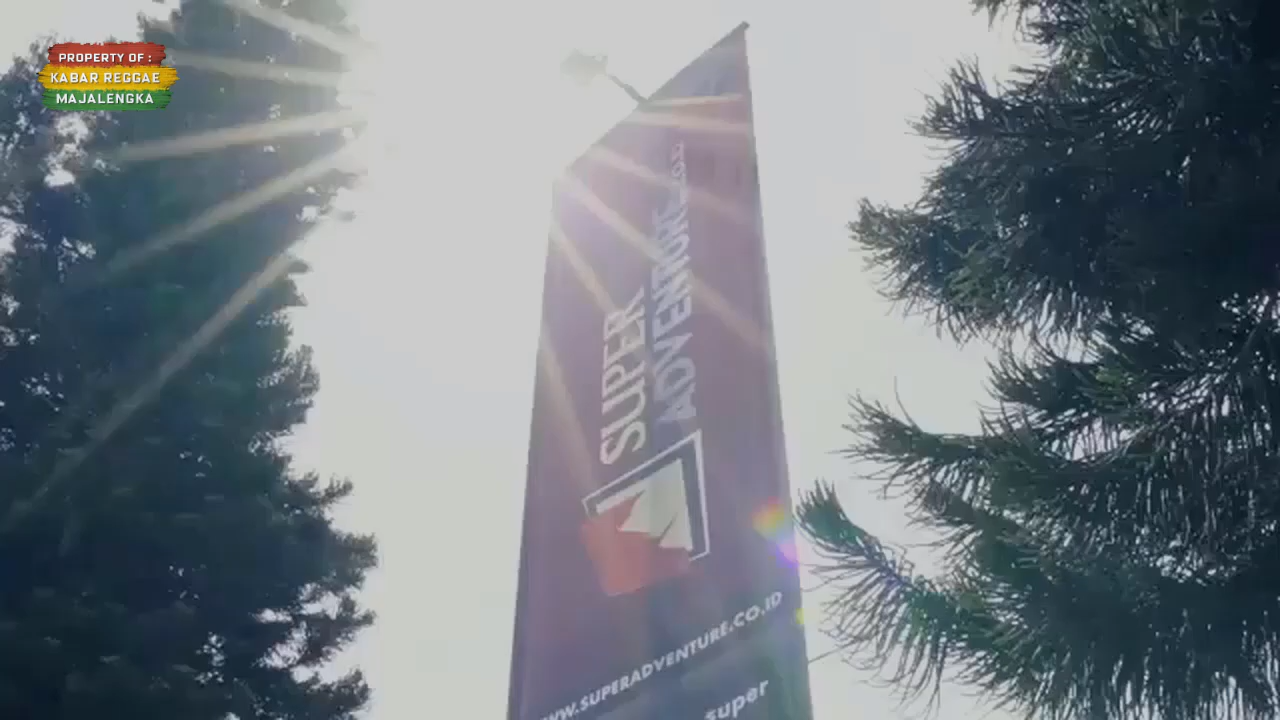 PROPERTY OF :
KABAR REGGAE
MAJALENGKA
SUPER
ADVENTURE
WWW.SUPERADVENTURE.CO.ID
super